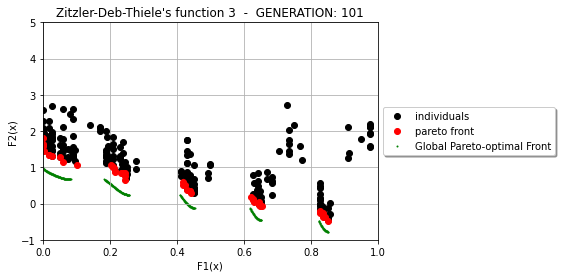 Zitzler-Deb-Thiele's function 3 - GENERATION: 101
5
4
3
2
1
0
−1
F2(x)
0.0 0.2 0.4 0.6 0.8 1.0
F1(x)
individuals
pareto front
Global Pareto-optimal Front